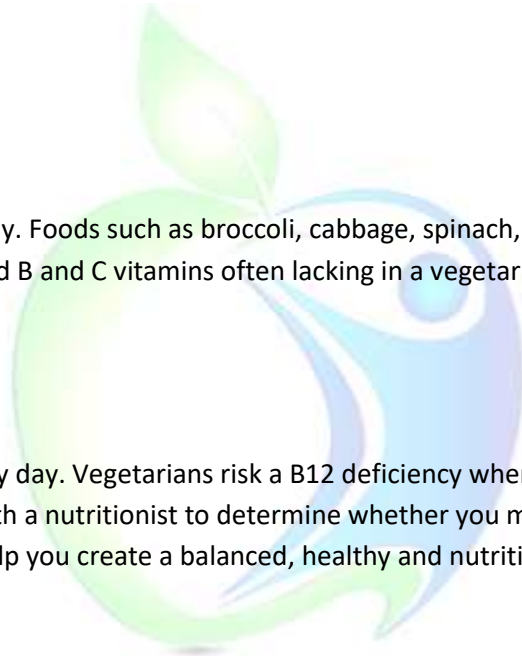 y. Foods such as broccoli, cabbage, spinach,
d B and C vitamins often lacking in a vegetar
y day. Vegetarians risk a B12 deficiency when
th a nutritionist to determine whether you m
lp you create a balanced, healthy and nutriti